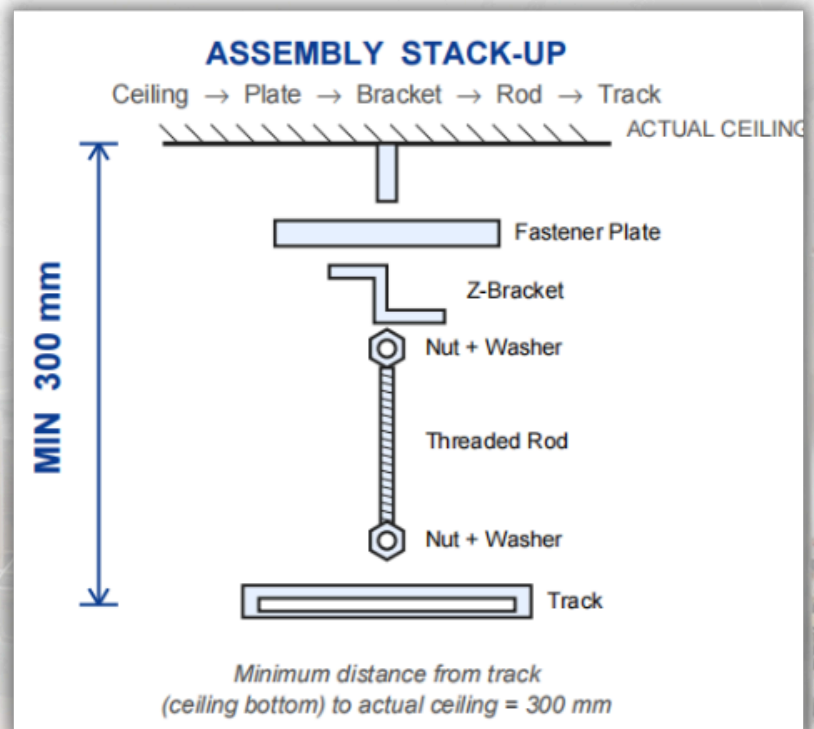 ASSEMBLY STACK-UP
Ceiling → Plate → Bracket → Rod → Track
ACTUAL CEILING
Fastener Plate
Z-Bracket
Nut + Washer
MIN 300 mm
Threaded Rod
Nut + Washer
Track
Minimum distance from track
(ceiling bottom) to actual ceiling = 300 mm